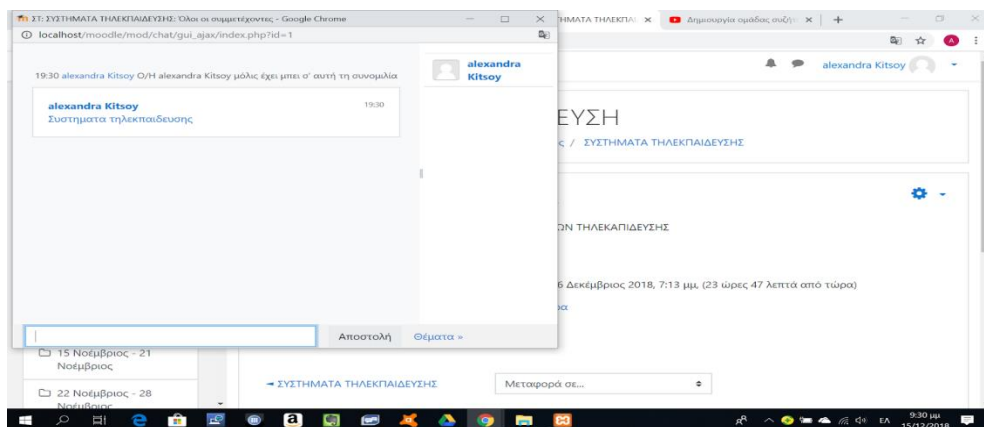 ΣΤ: ΣΥΣΤΗΜΑΤΑ ΤΗΛΕΚΠΑΙΔΕΥΣΗΣ: Όλοι οι συμμετέχοντες - Google Chrome
localhost/moodle/mod/chat/gui_ajax/index.php?id=1
19:30 alexandra Kitsoy Ο/Η alexandra Kitsoy μόλις έχει μπει σ' αυτή τη συνομιλία
alexandra Kitsoy
19:30
Συστηματα τηλεκπαιδευσης
alexandra
Kitsoy
Αποστολή
Θέματα »
ΗΜΑΤΑ ΤΗΛΕΚΠΑΙ
Δημιουργία ομάδας συζή
A
alexandra Kitsoy
ΕΥΣΗ
ς / ΣΥΣΤΗΜΑΤΑ ΤΗΛΕΚΠΑΙΔΕΥΣΗΣ
ΩΝ ΤΗΛΕΚΑΠΙΔΕΥΣΗΣ
6 Δεκέμβριος 2018, 7:13 μμ, (23 ώρες 47 λεπτά από τώρα)
ρα
15 Νοέμβριος - 21
Νοέμβριος
22 Νοέμβριος - 28
Νοέμβριος
◄ ΣΥΣΤΗΜΑΤΑ ΤΗΛΕΚΠΑΙΔΕΥΣΗΣ
Μεταφορά σε...
ΕΛ
9:30 μμ
15/12/2018